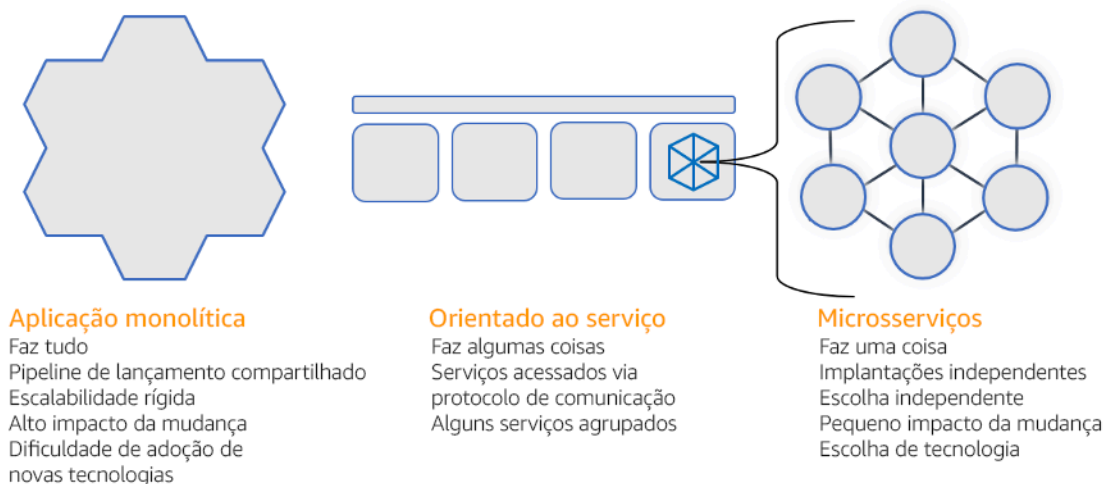 Aplicação monolítica
Faz tudo
Pipeline de lançamento compartilhado
Escalabilidade rígida
Alto impacto da mudança
Dificuldade de adoção de
novas tecnologias
Orientado ao serviço
Faz algumas coisas
Serviços acessados via
protocolo de comunicação
Alguns serviços agrupados
Microsserviços
Faz uma coisa
Implantações independentes
Escolha independente
Pequeno impacto da mudança
Escolha de tecnologia